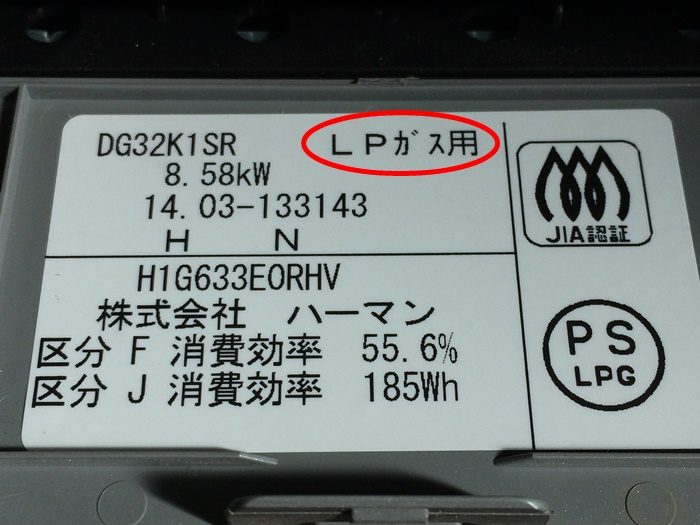 DG32K1SR LPガス用
8.58kW
14.03-133143
H N
H1G633E0RHV
株式会社 ハーマン
区分 F 消費効率 55.6%
区分 J 消費効率 185Wh
JIA認証
PS
LPG